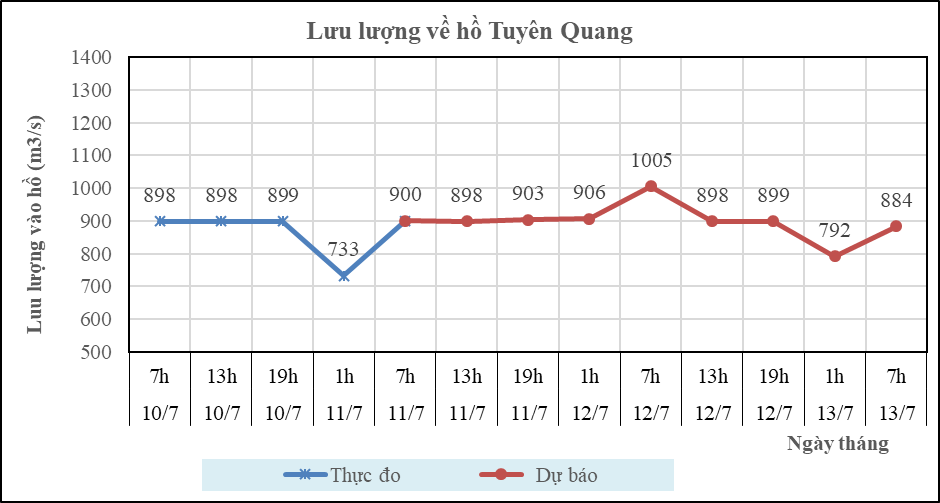 Lưu lượng về hồ Tuyên Quang
Lưu lượng vào hồ (m3/s)
1400
1300
1200
1100
1000
900
800
700
600
500
898 898 899 733 900 898 903 906 1005 898 899 792 884
7h 13h 19h 1h 7h 13h 19h 1h 7h 13h 19h 1h 7h
10/7 10/7 10/7 11/7 11/7 11/7 11/7 12/7 12/7 12/7 12/7 13/7 13/7
Ngày tháng
Thực đo Dự báo